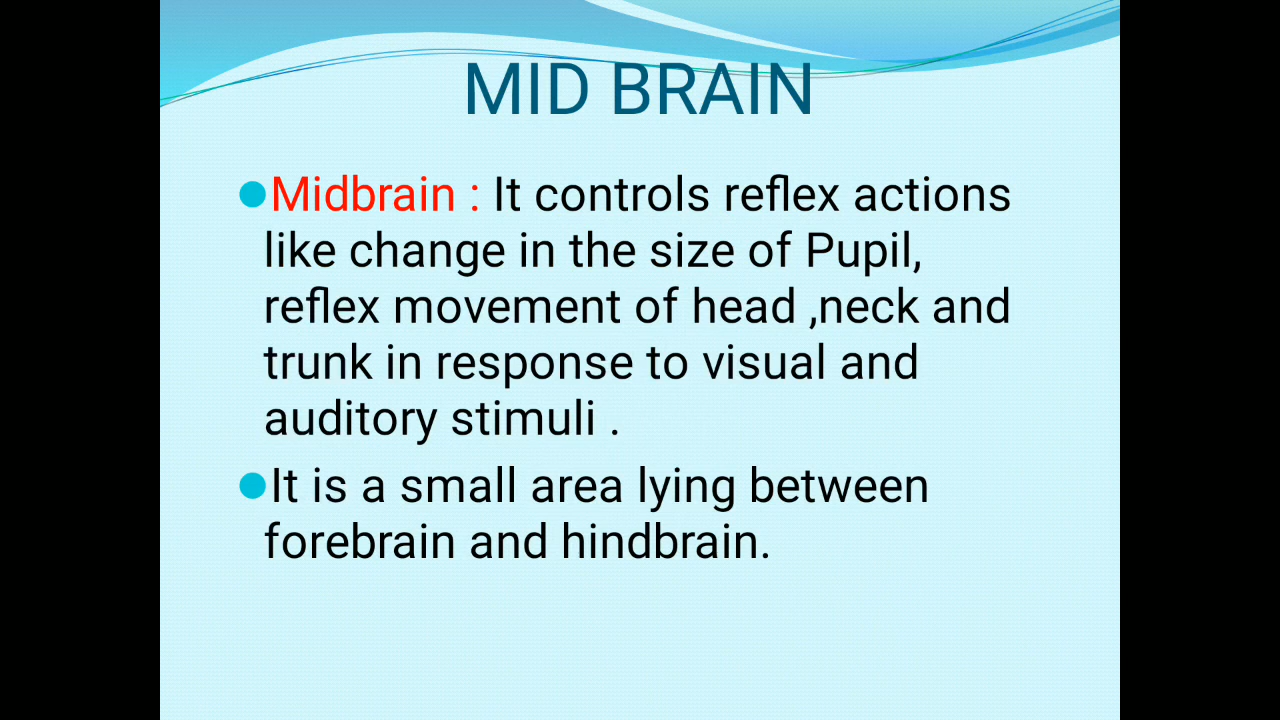 MID BRAIN
Midbrain : It controls reflex actions
like change in the size of Pupil,
reflex movement of head ,neck and
trunk in response to visual and
auditory stimuli .
It is a small area lying between
forebrain and hindbrain.